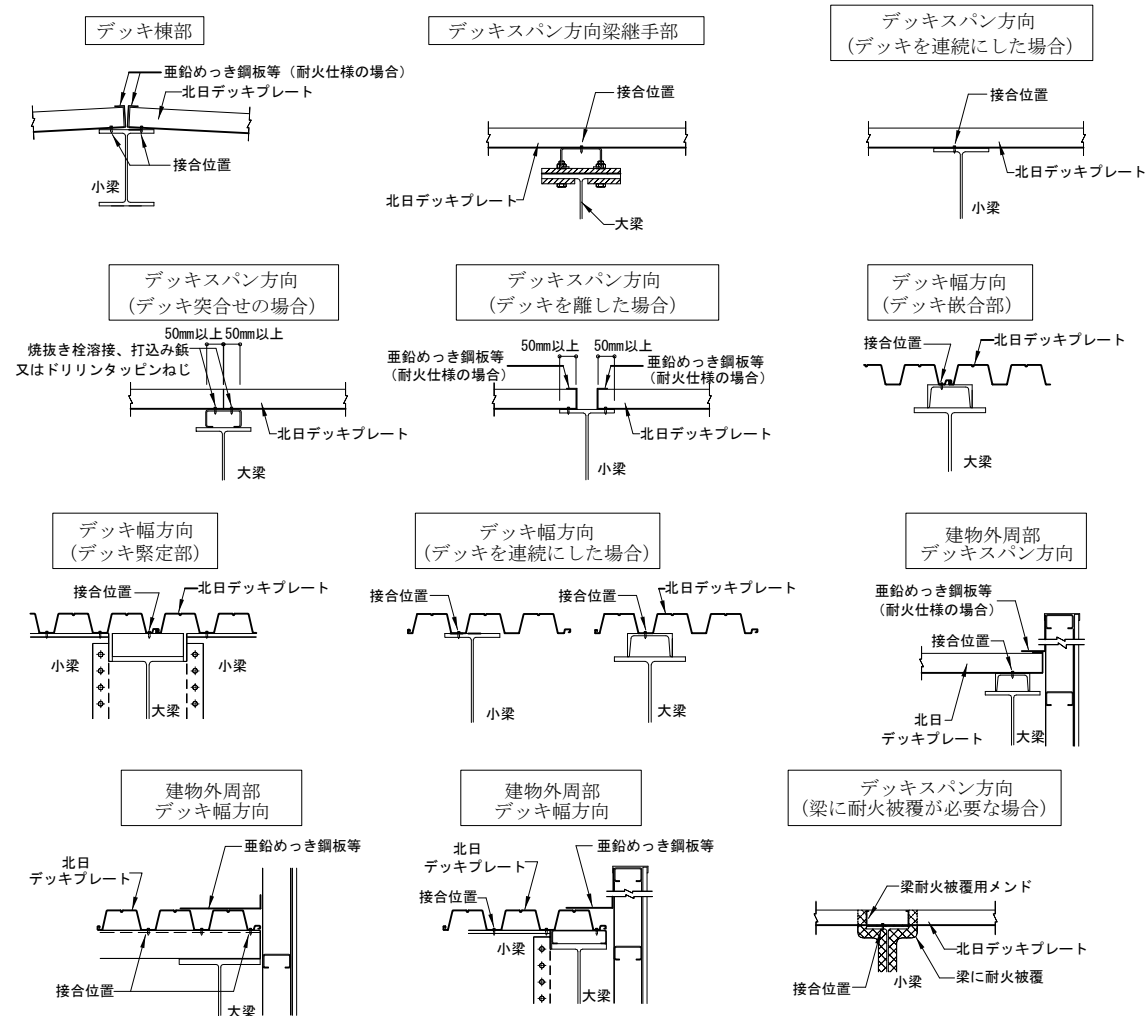 デッキ棟部
亜鉛めっき鋼板等（耐火仕様の場合）
北日デッキプレート
接合位置
小梁
デッキスパン方向梁継手部
接合位置
北日デッキプレート
大梁
デッキスパン方向
(デッキを連続にした場合)
接合位置
北日デッキプレート
小梁
デッキスパン方向
(デッキ突合せの場合)
50mm以上 50mm以上
焼抜き栓溶接、打込み鋲
又はドリリンタッピンねじ
北日デッキプレート
大梁
デッキスパン方向
(デッキを離した場合)
50mm以上 50mm以上
亜鉛めっき鋼板等
(耐火仕様の場合)
亜鉛めっき鋼板等
(耐火仕様の場合)
北日デッキプレート
小梁
デッキ幅方向
(デッキ嵌合部)
接合位置
北日デッキプレート
大梁
デッキ幅方向
(デッキ緊定部)
接合位置
北日デッキプレート
小梁
小梁
大梁
デッキ幅方向
(デッキを連続にした場合)
接合位置
接合位置
北日デッキプレート
小梁
大梁
建物外周部
デッキスパン方向
亜鉛めっき鋼板等
(耐火仕様の場合)
接合位置
北日
デッキプレート
大梁
建物外周部
デッキ幅方向
亜鉛めっき鋼板等
北日
デッキプレート
接合位置
大梁
建物外周部
デッキ幅方向
北日
デッキプレート
亜鉛めっき鋼板等
接合位置
小梁
大梁
デッキスパン方向
(梁に耐火被覆が必要な場合)
梁耐火被覆用メンド
北日デッキプレート
梁に耐火被覆
接合位置
小梁